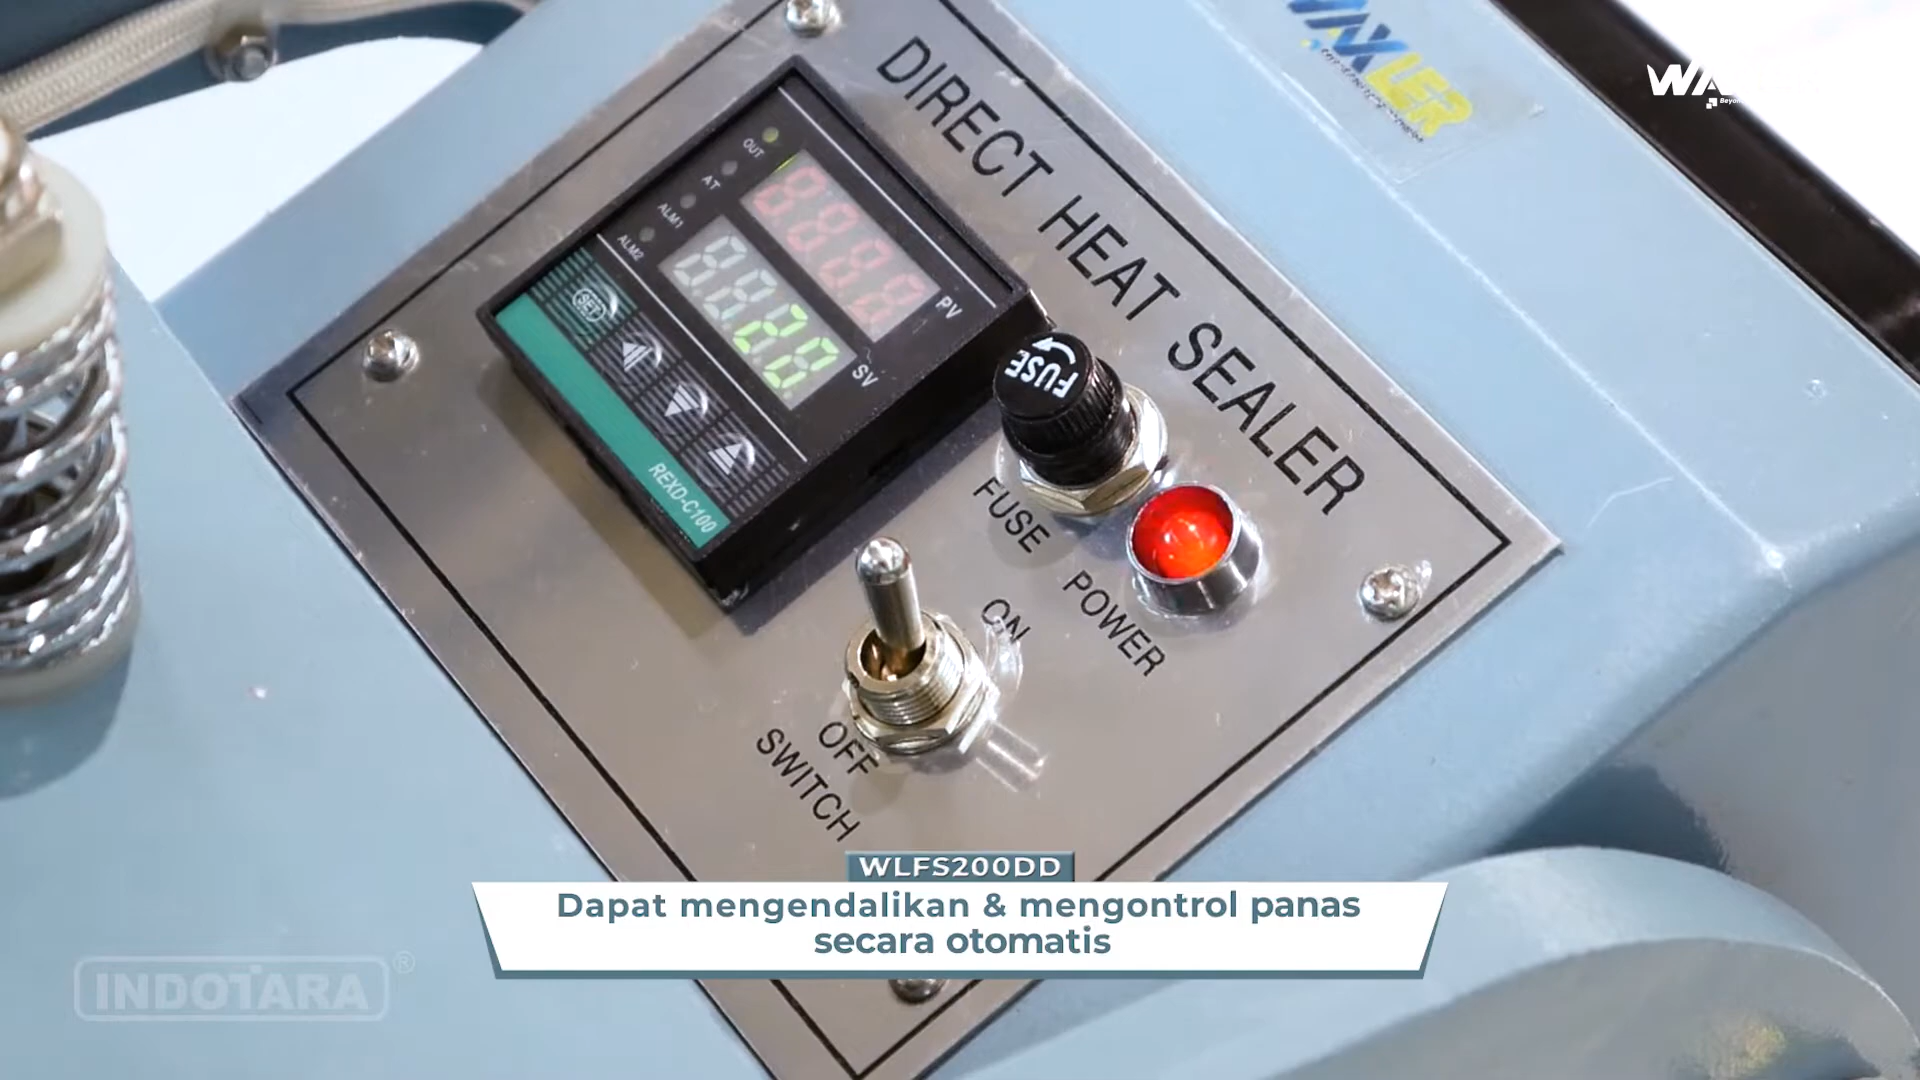 DIRECT HEAT SEALER
OUT
AT
ALM1
ALM2
PV
SV
SET
REXD-C100
FUSE
FUSE
POWER
ON
OFF
SWITCH
WLFS200DD
Dapat mengendalikan & mengontrol panas
secara otomatis
INDOTARA®